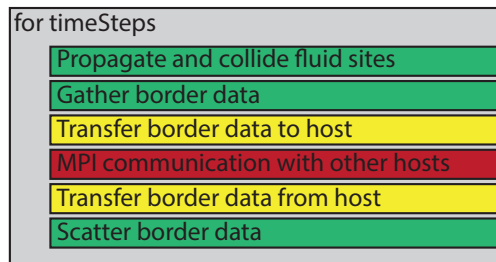 for timeSteps
Propagate and collide fluid sites
Gather border data
Transfer border data to host
MPI communication with other hosts
Transfer border data from host
Scatter border data